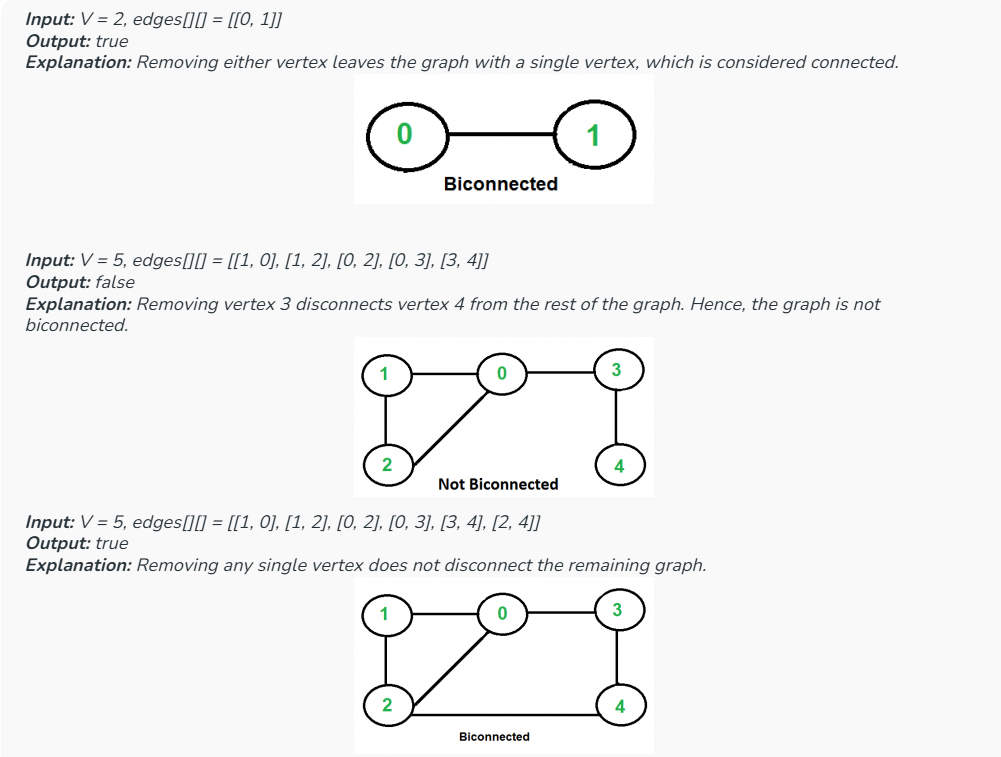 Input: V = 2, edges[][] = [[0, 1]]
Output: true
Explanation: Removing either vertex leaves the graph with a single vertex, which is considered connected.
0 1
Biconnected
Input: V = 5, edges[][] = [[1, 0], [1, 2], [0, 2], [0, 3], [3, 4]]
Output: false
Explanation: Removing vertex 3 disconnects vertex 4 from the rest of the graph. Hence, the graph is not
biconnected.
1 0 3
2 4
Not Biconnected
Input: V = 5, edges[][] = [[1, 0], [1, 2], [0, 2], [0, 3], [3, 4], [2, 4]]
Output: true
Explanation: Removing any single vertex does not disconnect the remaining graph.
1 0 3
2 4
Biconnected